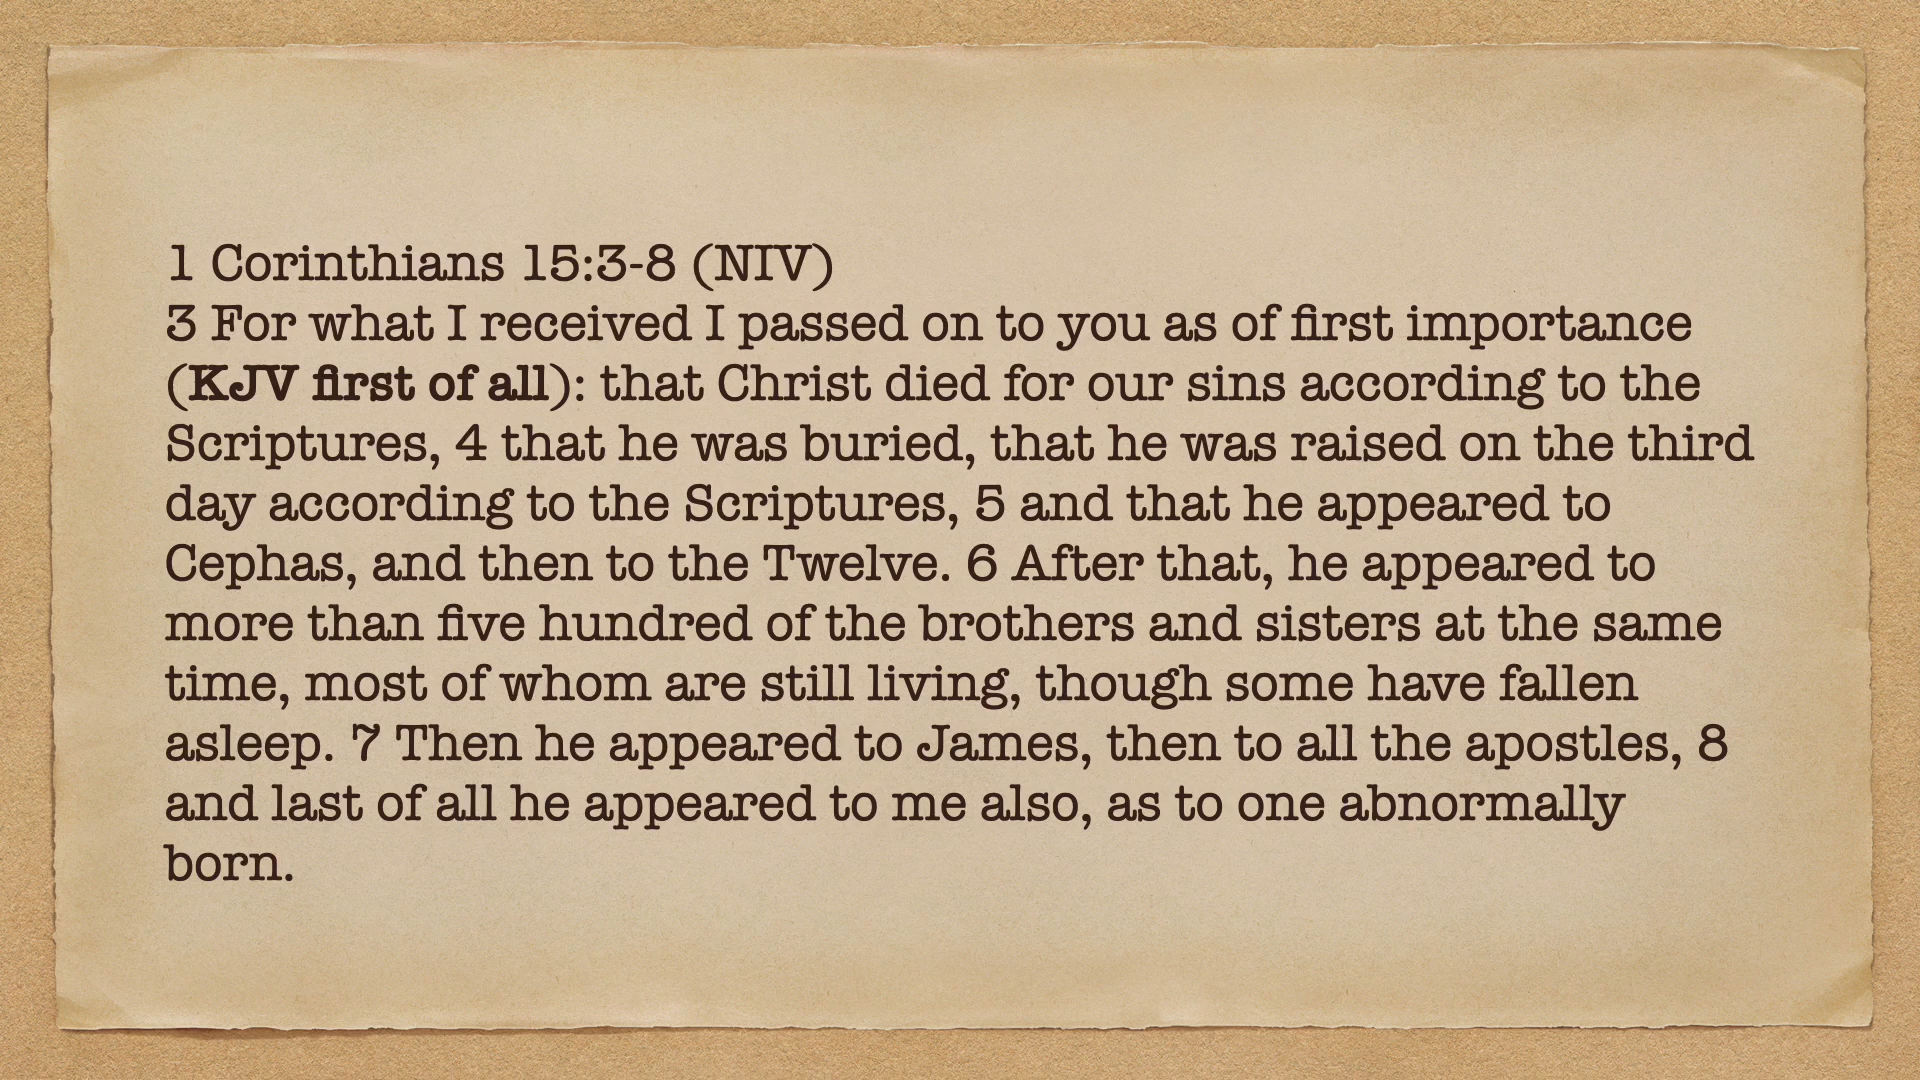 1 Corinthians 15:3-8 (NIV)
3 For what I received I passed on to you as of first importance
(KJV first of all): that Christ died for our sins according to the
Scriptures, 4 that he was buried, that he was raised on the third
day according to the Scriptures, 5 and that he appeared to
Cephas, and then to the Twelve. 6 After that, he appeared to
more than five hundred of the brothers and sisters at the same
time, most of whom are still living, though some have fallen
asleep. 7 Then he appeared to James, then to all the apostles, 8
and last of all he appeared to me also, as to one abnormally
born.